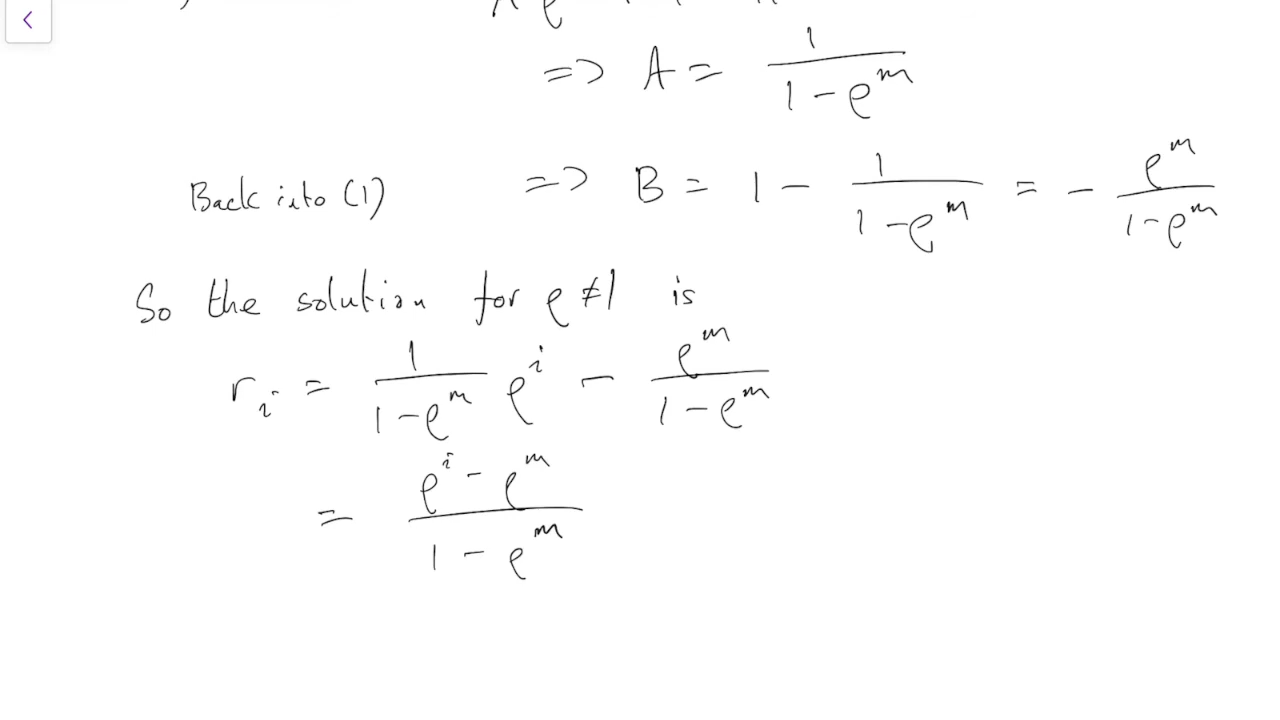 => A = 1 / (1 - ρ^m)
Back into (1) => B = 1 - 1 / (1 - ρ^m) = - ρ^m / (1 - ρ^m)
So the solution for ρ ≠ 1 is
r_i = 1 / (1 - ρ^m) ρ^i - ρ^m / (1 - ρ^m)
= (ρ^i - ρ^m) / (1 - ρ^m)